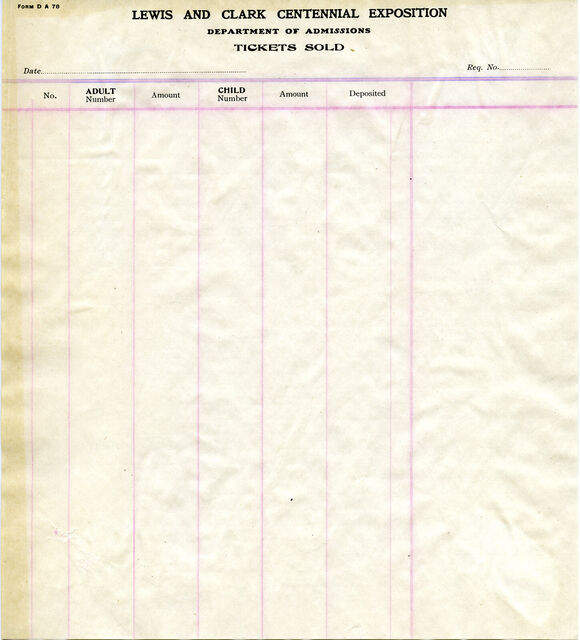 FORM D A 78
LEWIS AND CLARK CENTENNIAL EXPOSITION
DEPARTMENT OF ADMISSIONS
TICKETS SOLD
Date Req. No.
No. ADULT Number Amount CHILD Number Amount Deposited